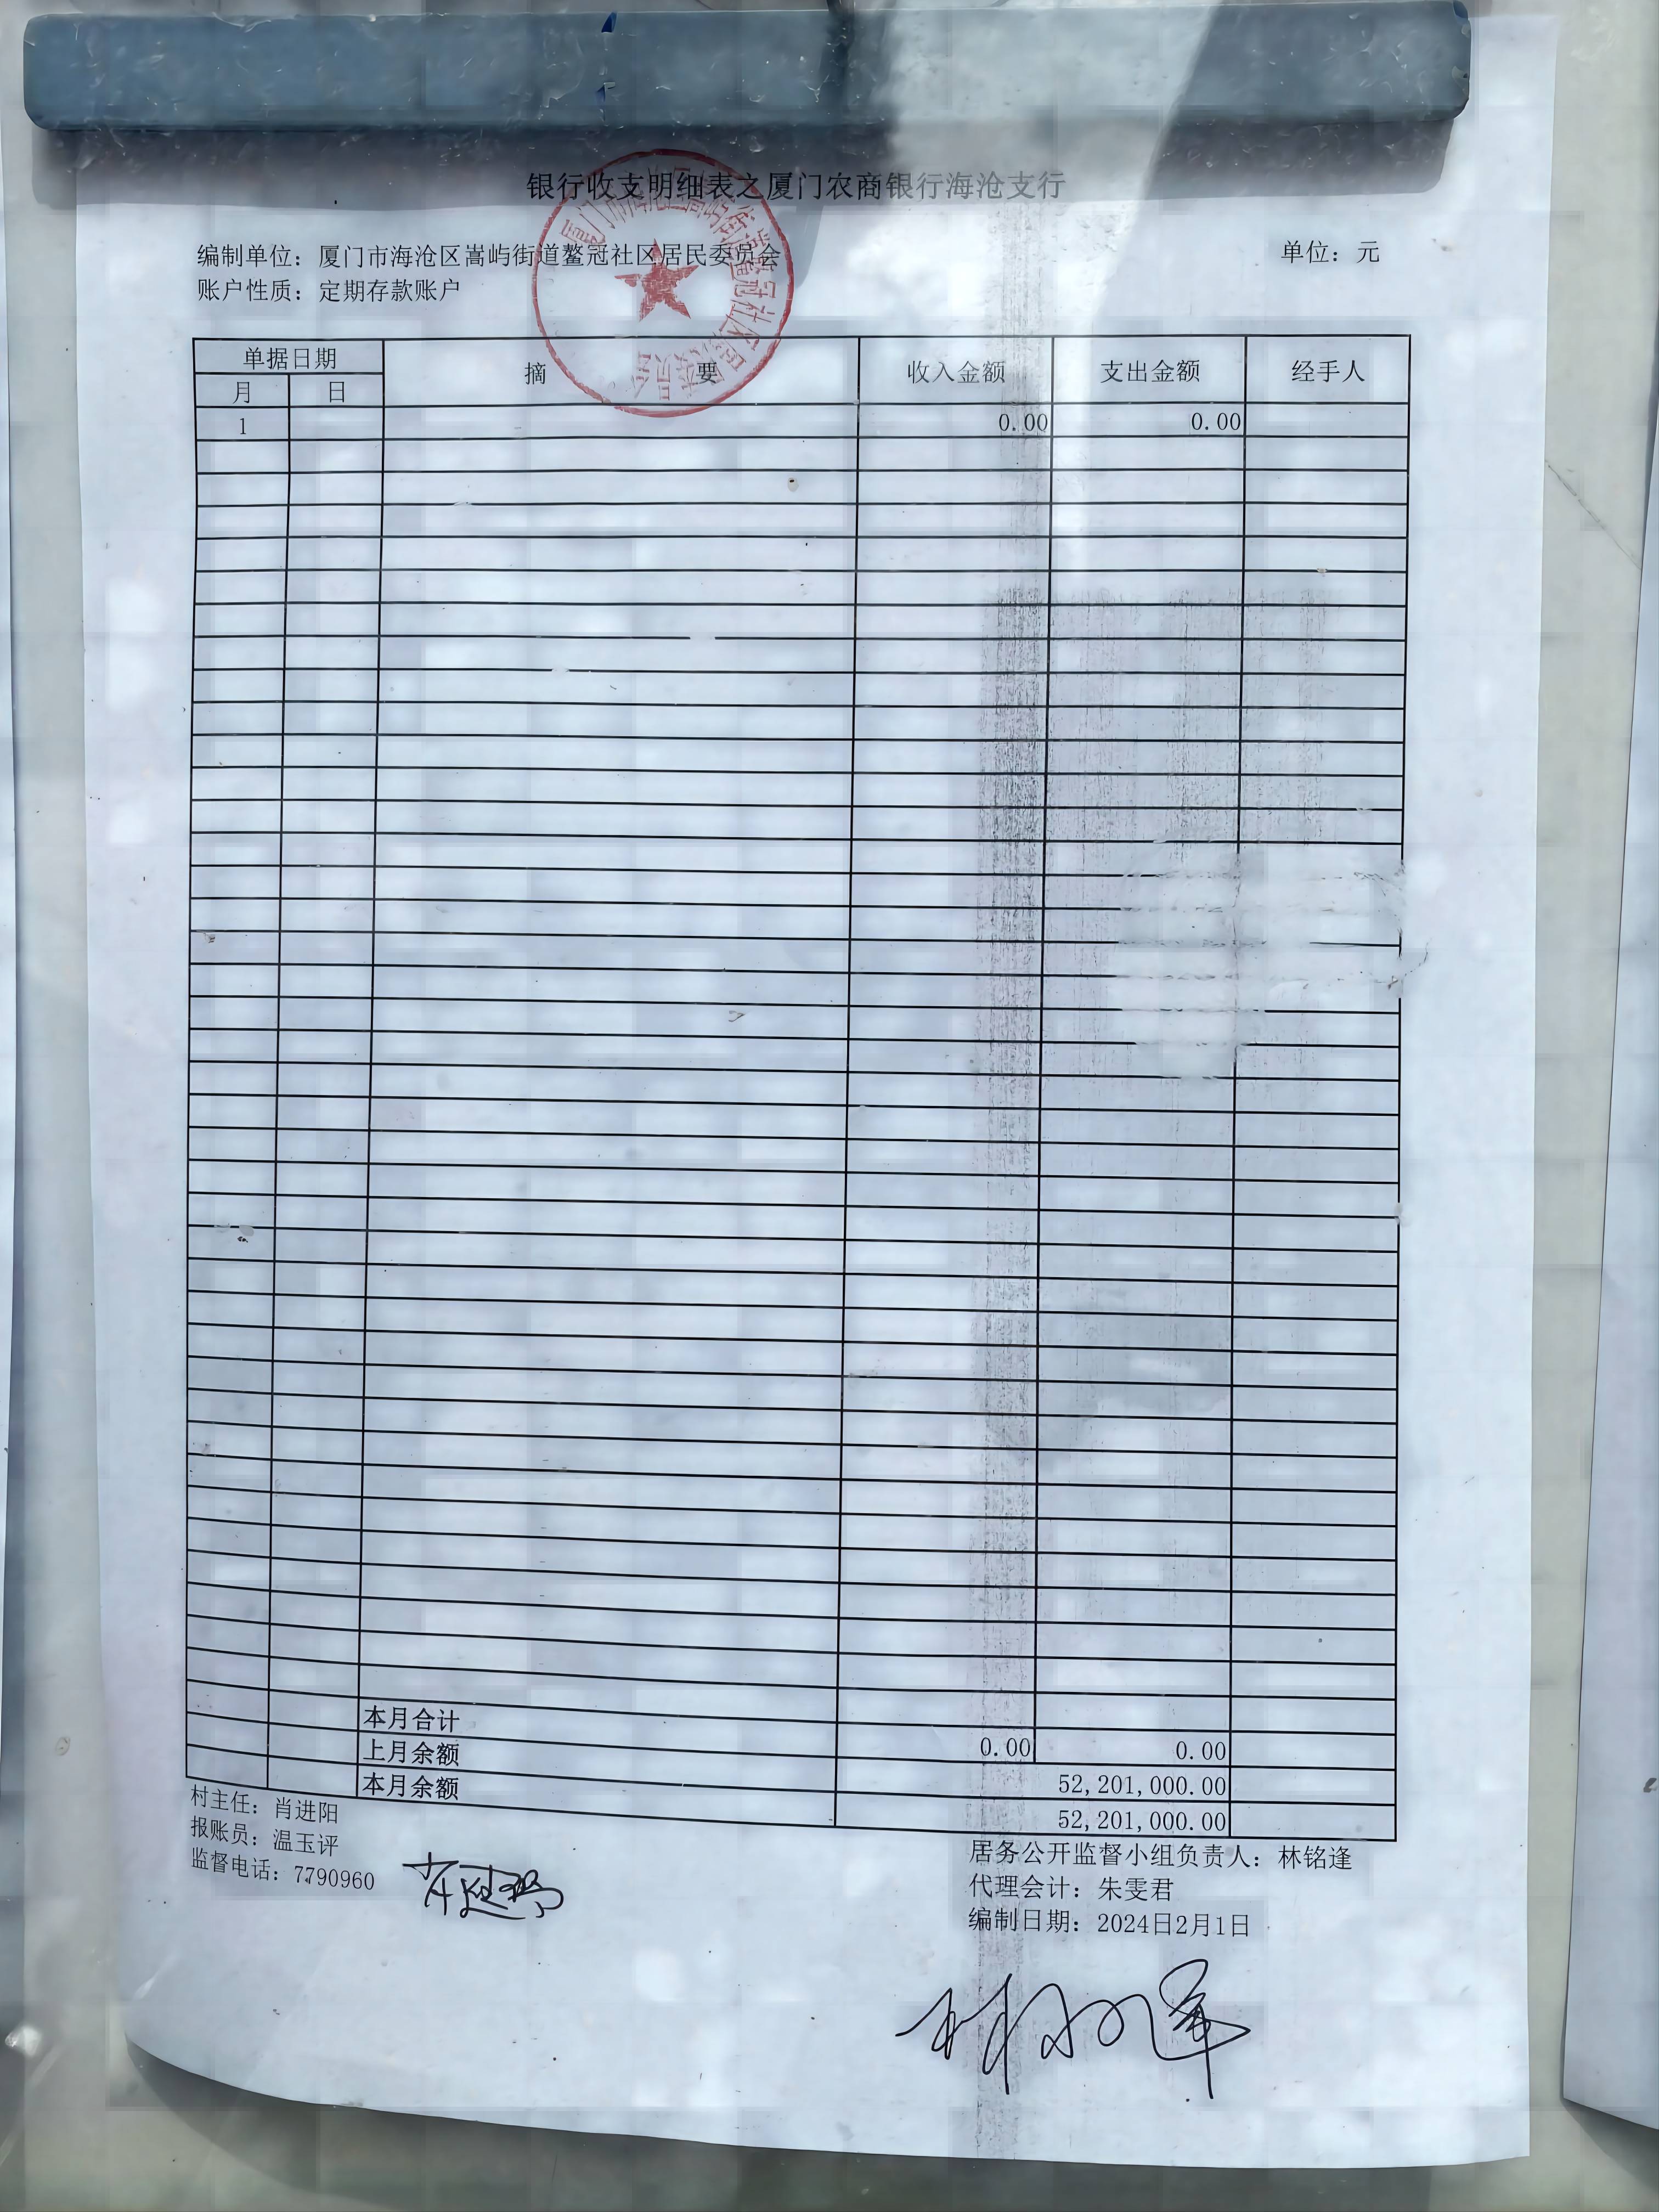 银行收支明细表之厦门农商银行海沧支行
编制单位：厦门市海沧区嵩屿街道鳌冠社区居民委员会 单位：元
账户性质：定期存款账户
单据日期 摘 要 收入金额 支出金额 经手人
月 日
1 0.00 0.00
本月合计 0.00 0.00
上月余额 52,201,000.00
本月余额 52,201,000.00
村主任：肖进阳
报账员：温玉评
监督电话：7790960
居务公开监督小组负责人：林铭逢
代理会计：朱雯君
编制日期：2024日2月1日